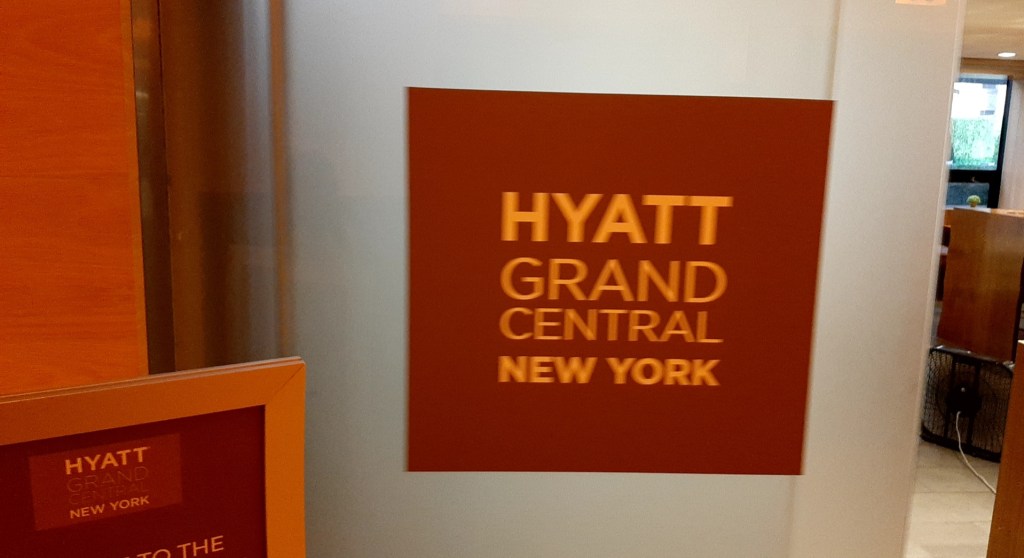 HYATT
GRAND
CENTRAL
NEW YORK
HYATT
GRAND
CENTRAL
NEW YORK
TO THE